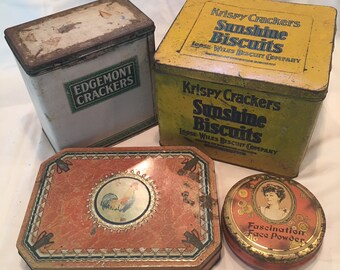 Krispy Crackers
Sunshine
Biscuits
Loose-Wiles Biscuit Company
EDGEMONT
CRACKERS
Krispy Crackers
Sunshine
Biscuits
Loose-Wiles Biscuit Company
Fascination
Face Powder